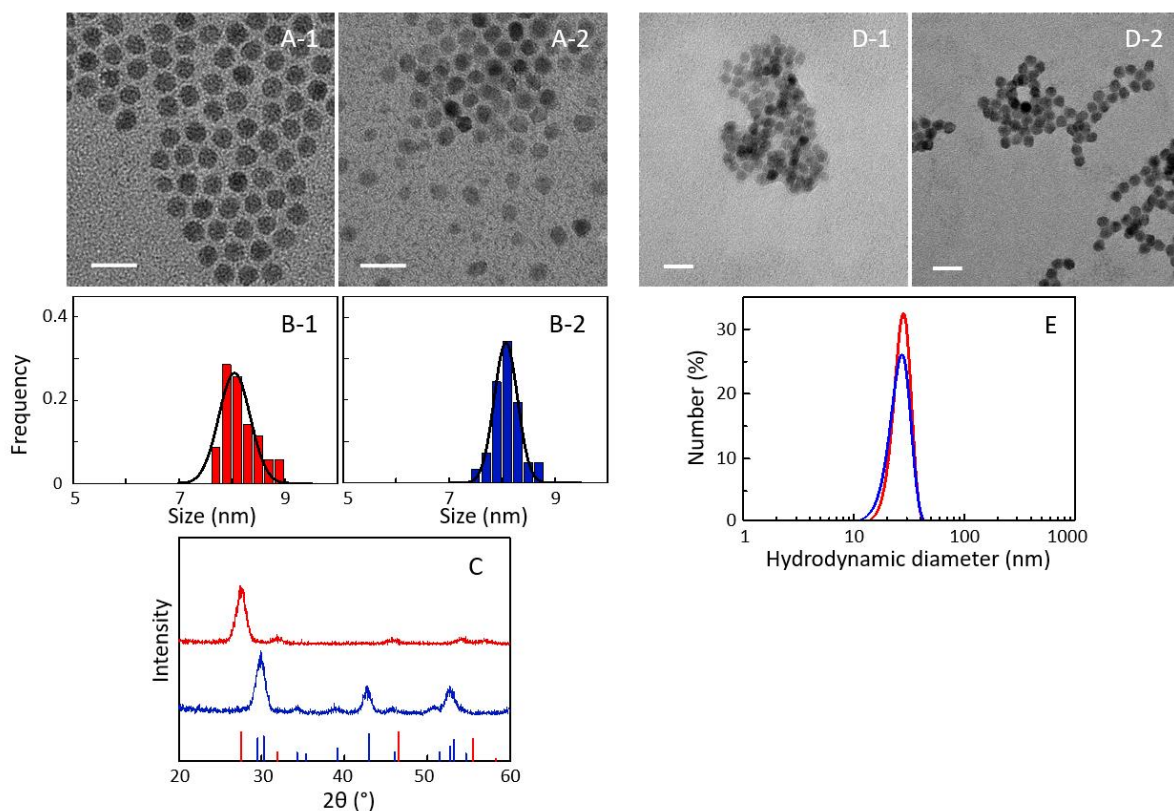 A-1
A-2
D-1
D-2
0.4
0.2
0
Frequency
B-1
5
7
9
Size (nm)
B-2
5
7
9
Size (nm)
E
30
20
30
10
0
Number (%)
1
10
100
1000
Hydrodynamic diameter (nm)
C
Intensity
20
30
40
50
60
2θ (°)